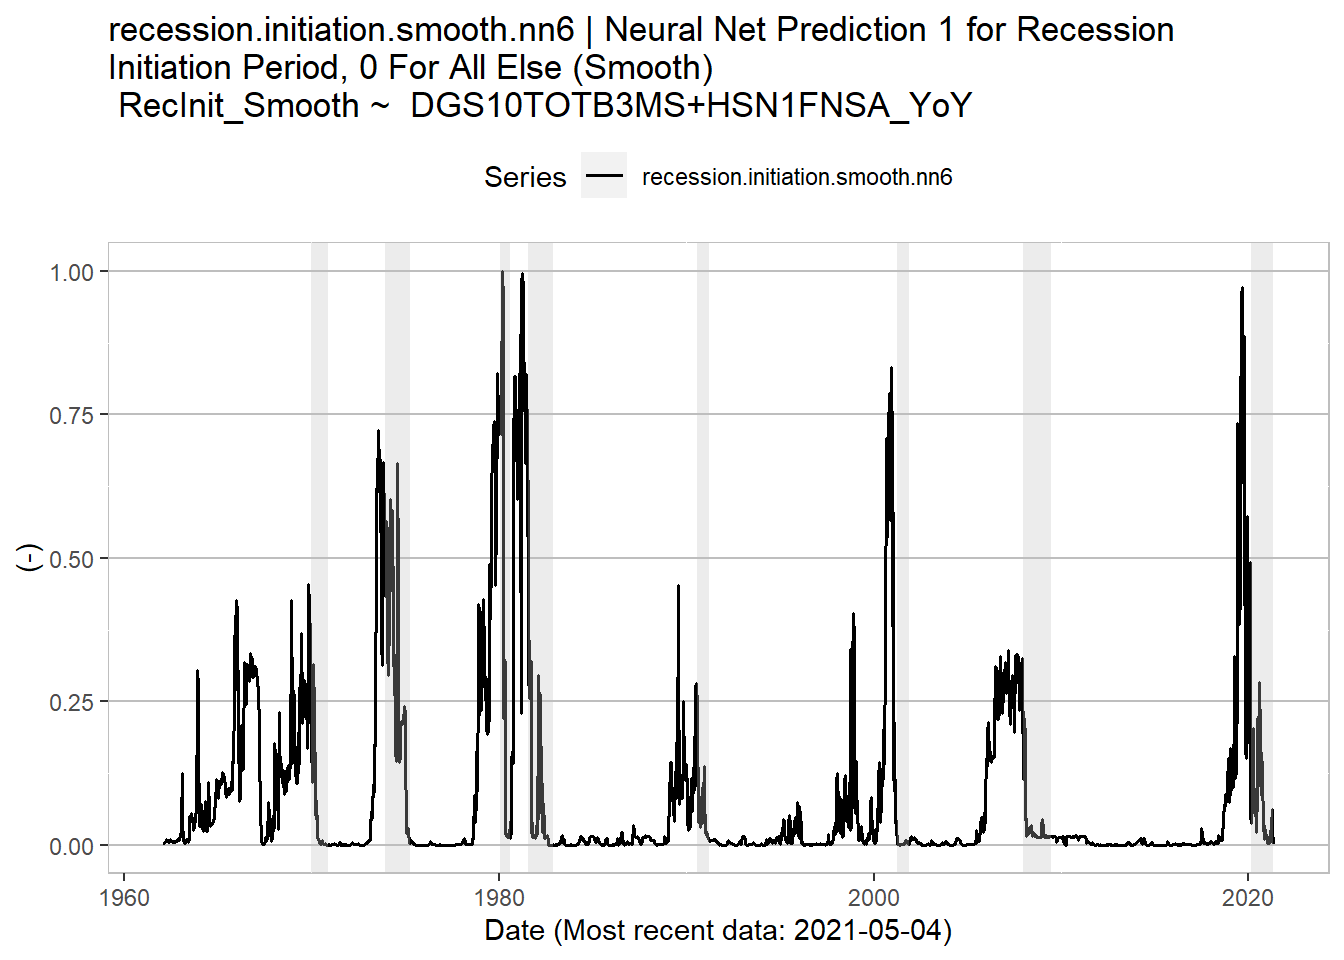 recession.initiation.smooth.nn6 | Neural Net Prediction 1 for Recession
Initiation Period, 0 For All Else (Smooth)
RecInit_Smooth ~  DGS10TOTB3MS+HSN1FNSA_YoY
Series
recession.initiation.smooth.nn6
1.00
0.75
0.50
0.25
0.00
(-)
1960
1980
2000
2020
Date (Most recent data: 2021-05-04)